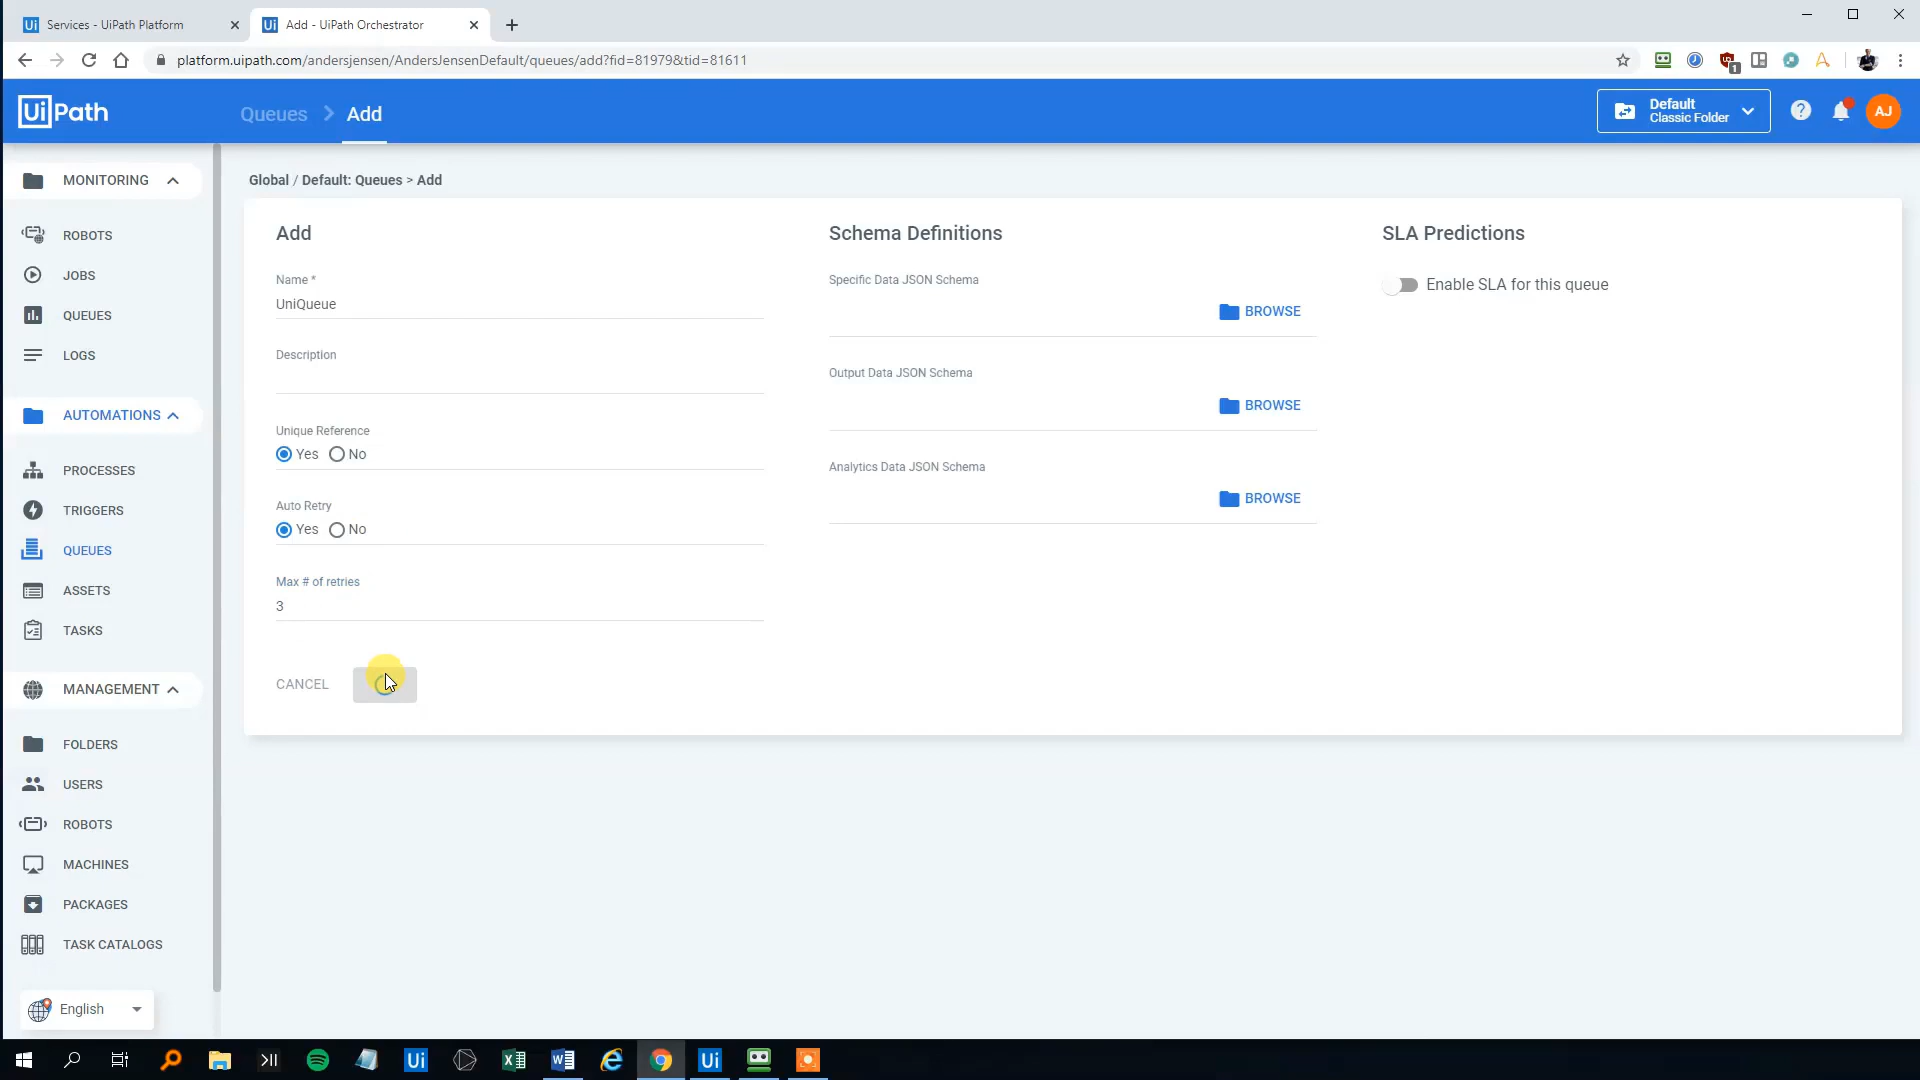 Services - UiPath Platform
Add - UiPath Orchestrator
platform.uipath.com/andersjensen/AndersJensenDefault/queues/add?fid=81979&tid=81611
1
UiPath
Queues > Add
Default
Classic Folder
?
AJ
MONITORING
ROBOTS
JOBS
QUEUES
LOGS
AUTOMATIONS
PROCESSES
TRIGGERS
QUEUES
ASSETS
TASKS
MANAGEMENT
FOLDERS
USERS
ROBOTS
MACHINES
PACKAGES
TASK CATALOGS
English
Global / Default: Queues > Add
Add
Name *
UniQueue
Description
Unique Reference
Yes No
Auto Retry
Yes No
Max # of retries
3
CANCEL
Schema Definitions
Specific Data JSON Schema
BROWSE
Output Data JSON Schema
BROWSE
Analytics Data JSON Schema
BROWSE
SLA Predictions
Enable SLA for this queue